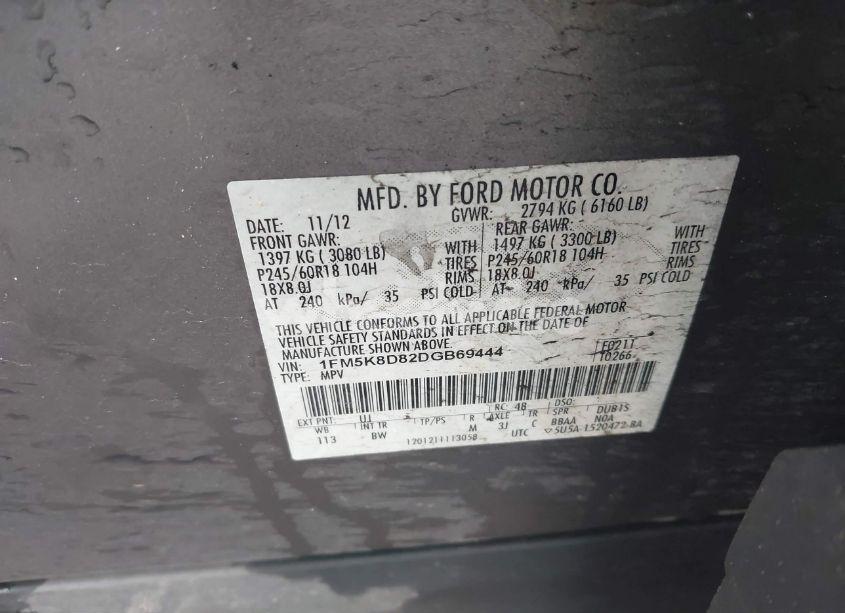 MFD. BY FORD MOTOR CO.
DATE: 11/12 GVWR: 2794 KG ( 6160 LB)
FRONT GAWR: REAR GAWR:
1397 KG ( 3080 LB) WITH 1497 KG ( 3300 LB) WITH
P245/60R18 104H TIRES P245/60R18 104H TIRES
18X8.0J RIMS 18X8.0J RIMS
AT 240 kPa/ 35 PSI COLD AT 240 kPa/ 35 PSI COLD
THIS VEHICLE CONFORMS TO ALL APPLICABLE FEDERAL MOTOR
VEHICLE SAFETY STANDARDS IN EFFECT ON THE DATE OF
MANUFACTURE SHOWN ABOVE.
VIN: 1FM5K8D82DGB69444 F0211
TYPE: MPV T0266
EXT PNT: UJ RC: 48 DSO:
WB INT TR TP/PS R AXLE TR SPR DUB1S
113 BW M 3J C BBAA N0A
1201211113058 UTC ▽5U5A-1520472-BA